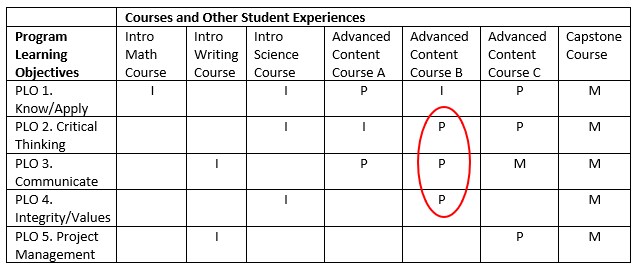 Courses and Other Student Experiences
Program Learning Objectives Intro Math Course Intro Writing Course Intro Science Course Advanced Content Course A Advanced Content Course B Advanced Content Course C Capstone Course
PLO 1. Know/Apply I I P I P M
PLO 2. Critical Thinking I I P P M
PLO 3. Communicate I P P M M
PLO 4. Integrity/Values I P M
PLO 5. Project Management I P M